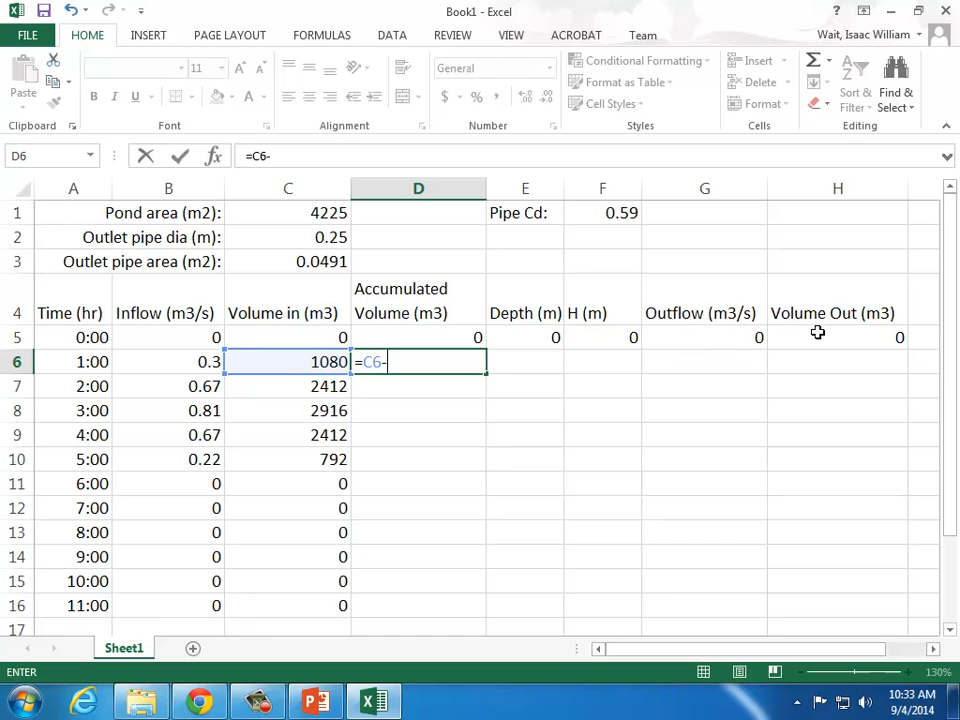 Book1 - Excel
?
FILE HOME INSERT PAGE LAYOUT FORMULAS DATA REVIEW VIEW ACROBAT Team Wait, Isaac William
Paste
11 A A
B I U A
General
$ % , .0 .00
Conditional Formatting
Format as Table
Cell Styles
Insert
Delete
Format
Sort & Filter
Find & Select
Clipboard Font Alignment Number Styles Cells Editing
D6 fx =C6-
A B C D E F G H
1 Pond area (m2): 4225 Pipe Cd: 0.59
2 Outlet pipe dia (m): 0.25
3 Outlet pipe area (m2): 0.0491
4 Time (hr) Inflow (m3/s) Volume in (m3) Accumulated Volume (m3) Depth (m) H (m) Outflow (m3/s) Volume Out (m3)
5 0:00 0 0 0 0 0 0 0
6 1:00 0.3 1080 =C6-
7 2:00 0.67 2412
8 3:00 0.81 2916
9 4:00 0.67 2412
10 5:00 0.22 792
11 6:00 0 0
12 7:00 0 0
13 8:00 0 0
14 9:00 0 0
15 10:00 0 0
16 11:00 0 0
17
Sheet1
ENTER 130%
10:33 AM
9/4/2014